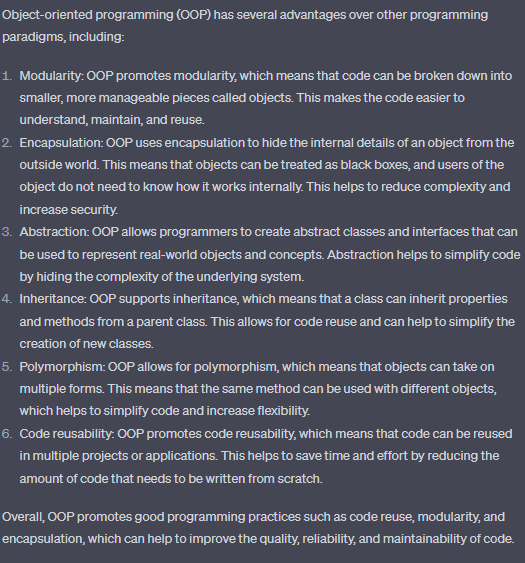 Object-oriented programming (OOP) has several advantages over other programming
paradigms, including:
1. Modularity: OOP promotes modularity, which means that code can be broken down into
smaller, more manageable pieces called objects. This makes the code easier to
understand, maintain, and reuse.
2. Encapsulation: OOP uses encapsulation to hide the internal details of an object from the
outside world. This means that objects can be treated as black boxes, and users of the
object do not need to know how it works internally. This helps to reduce complexity and
increase security.
3. Abstraction: OOP allows programmers to create abstract classes and interfaces that can
be used to represent real-world objects and concepts. Abstraction helps to simplify code
by hiding the complexity of the underlying system.
4. Inheritance: OOP supports inheritance, which means that a class can inherit properties
and methods from a parent class. This allows for code reuse and can help to simplify the
creation of new classes.
5. Polymorphism: OOP allows for polymorphism, which means that objects can take on
multiple forms. This means that the same method can be used with different objects,
which helps to simplify code and increase flexibility.
6. Code reusability: OOP promotes code reusability, which means that code can be reused
in multiple projects or applications. This helps to save time and effort by reducing the
amount of code that needs to be written from scratch.
Overall, OOP promotes good programming practices such as code reuse, modularity, and
encapsulation, which can help to improve the quality, reliability, and maintainability of code.